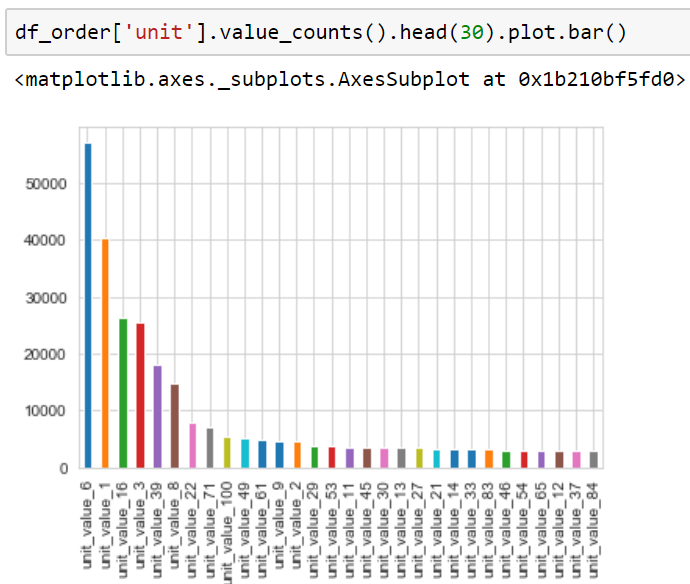 df_order['unit'].value_counts().head(30).plot.bar()
<matplotlib.axes._subplots.AxesSubplot at 0x1b210bf5fd0>
50000
40000
30000
20000
10000
0
unit_value_6
unit_value_1
unit_value_16
unit_value_3
unit_value_39
unit_value_8
unit_value_22
unit_value_71
unit_value_100
unit_value_49
unit_value_61
unit_value_9
unit_value_2
unit_value_29
unit_value_53
unit_value_11
unit_value_45
unit_value_30
unit_value_13
unit_value_27
unit_value_21
unit_value_14
unit_value_33
unit_value_83
unit_value_46
unit_value_54
unit_value_65
unit_value_12
unit_value_37
unit_value_84